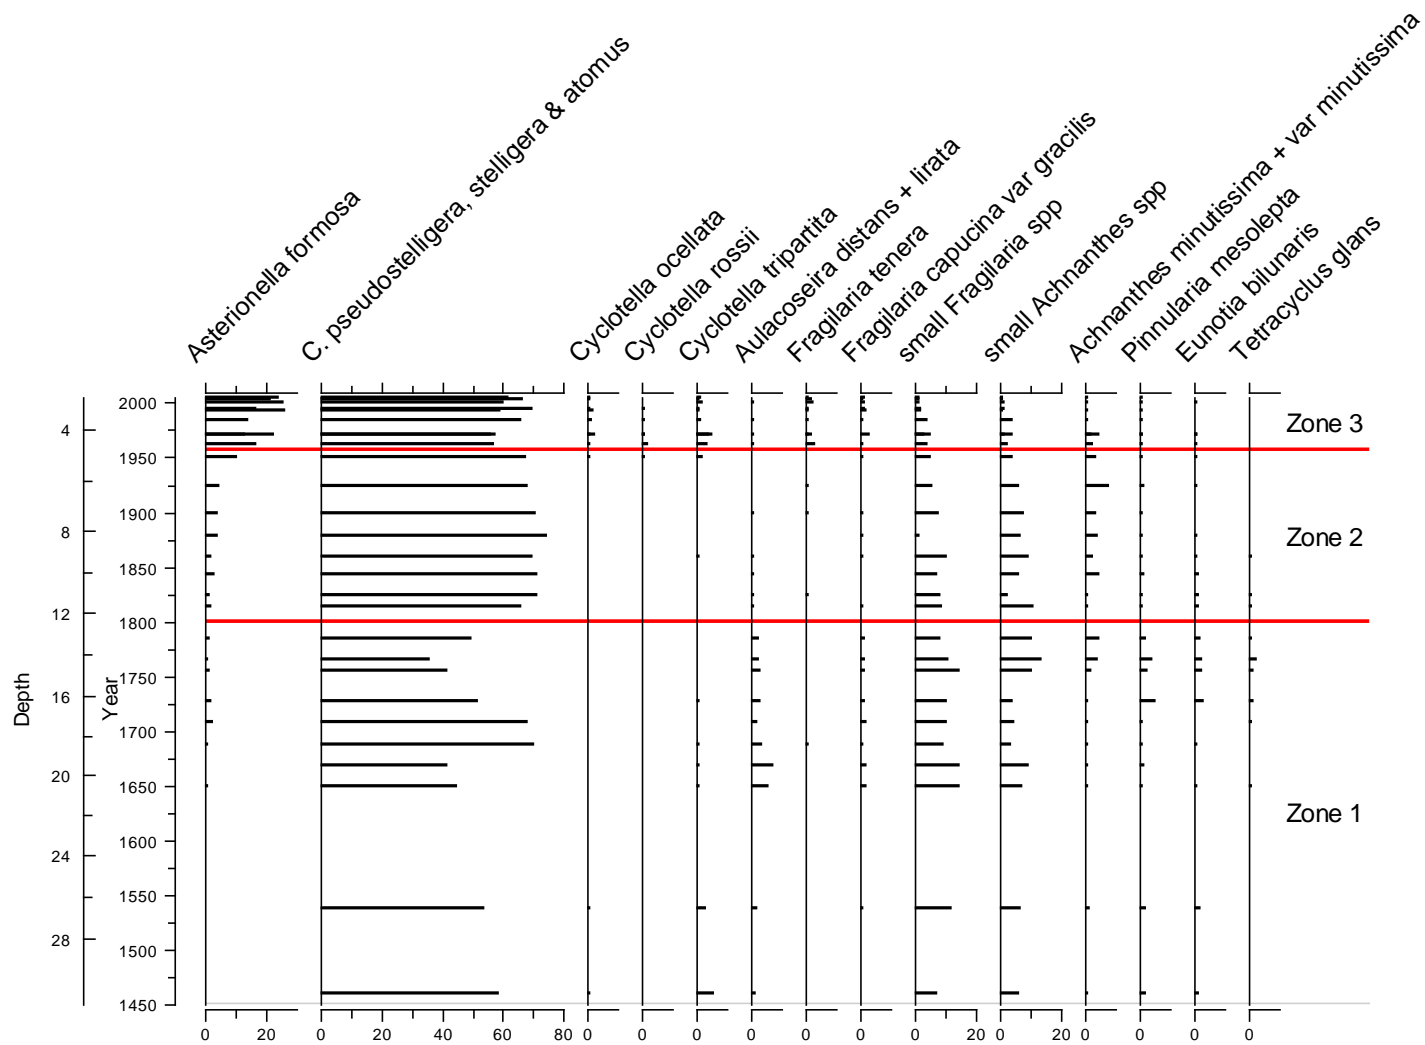 Asterionella formosa
C. pseudostelligera, stelligera & atomus
Cyclotella ocellata
Cyclotella rossii
Cyclotella tripartita
Aulacoseira distans + lirata
Fragilaria tenera
Fragilaria capucina var gracilis
small Fragilaria spp
small Achnanthes spp
Achnanthes minutissima + var minutissima
Pinnularia mesolepta
Eunotia bilunaris
Tetracyclus glans
Depth
4
8
12
16
20
24
28
Year
2000
1950
1900
1850
1800
1750
1700
1650
1600
1550
1500
1450
Zone 3
Zone 2
Zone 1
0 20 0 20 40 60 80 0 0 0 0 0 0 0 20 0 20 0 0 0 0